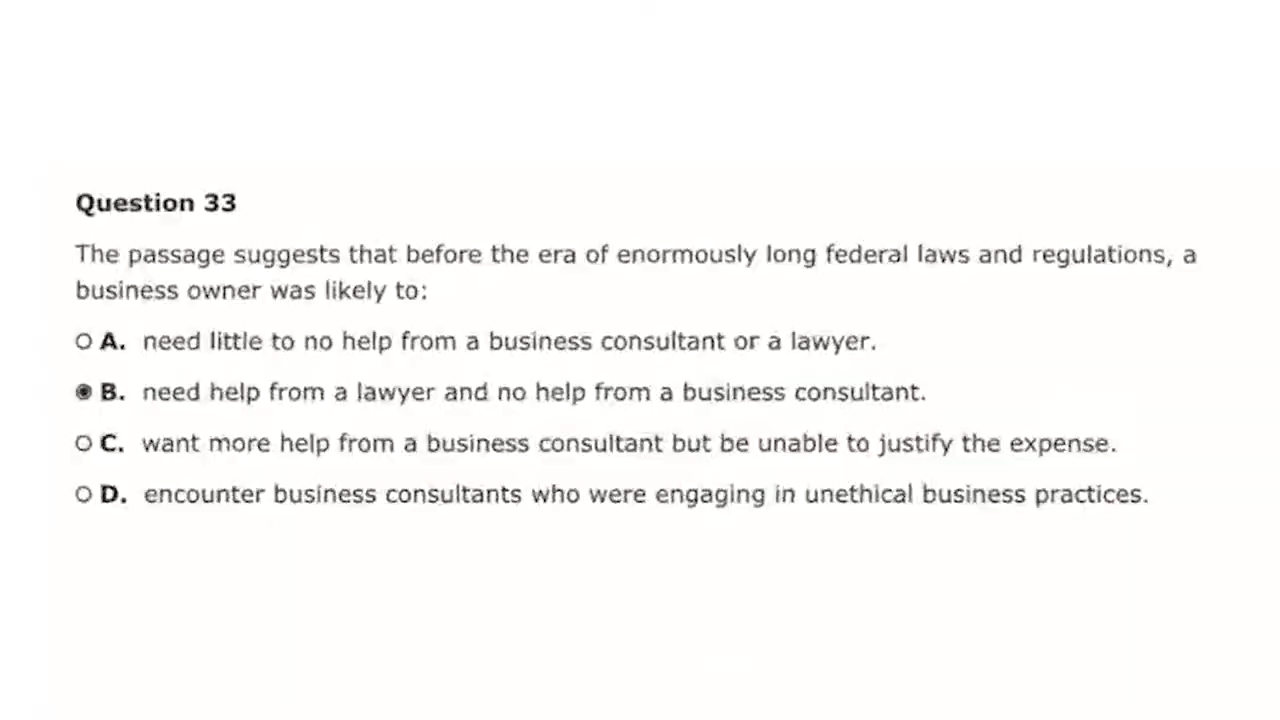 Question 33
The passage suggests that before the era of enormously long federal laws and regulations, a
business owner was likely to:
A. need little to no help from a business consultant or a lawyer.
B. need help from a lawyer and no help from a business consultant.
C. want more help from a business consultant but be unable to justify the expense.
D. encounter business consultants who were engaging in unethical business practices.